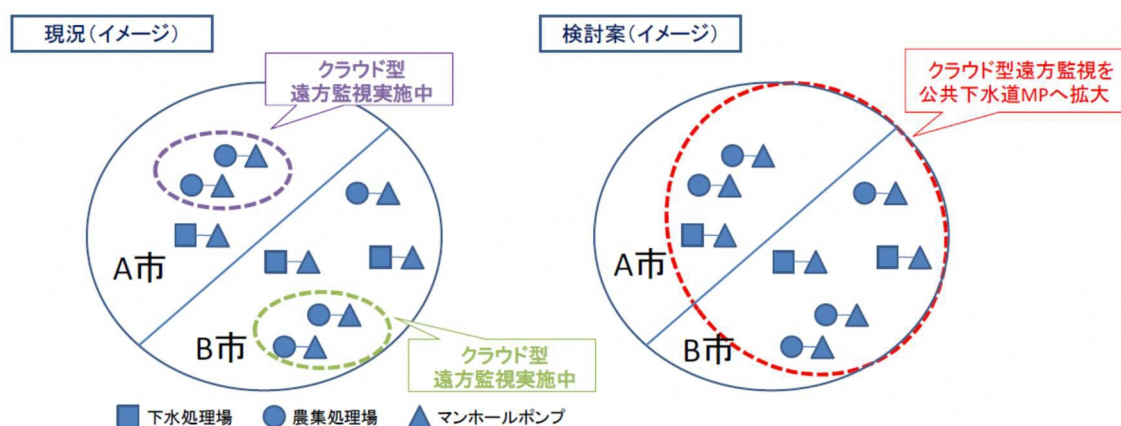 現況(イメージ)
検討案(イメージ)
クラウド型
遠方監視実施中
クラウド型遠方監視を
公共下水道MPへ拡大
A市
B市
クラウド型
遠方監視実施中
A市
B市
下水処理場
農集処理場
マンホールポンプ